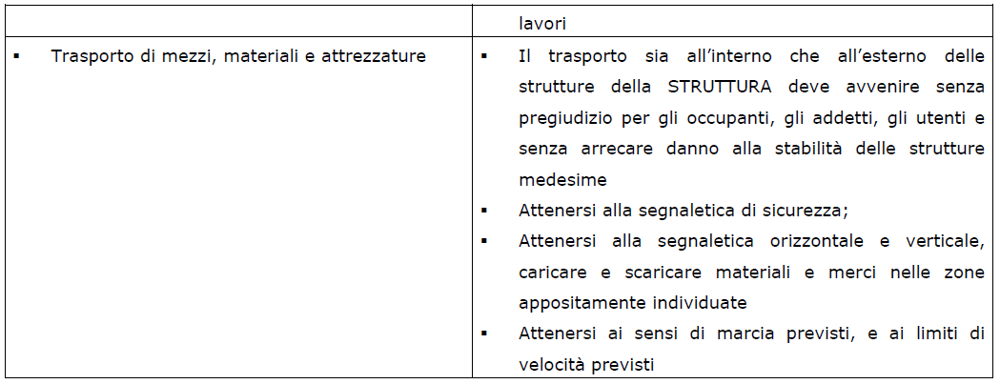 lavori
▪ Trasporto di mezzi, materiali e attrezzature
▪ Il trasporto sia all’interno che all’esterno delle
strutture della STRUTTURA deve avvenire senza
pregiudizio per gli occupanti, gli addetti, gli utenti e
senza arrecare danno alla stabilità delle strutture
medesime
▪ Attenersi alla segnaletica di sicurezza;
▪ Attenersi alla segnaletica orizzontale e verticale,
caricare e scaricare materiali e merci nelle zone
appositamente individuate
▪ Attenersi ai sensi di marcia previsti, e ai limiti di
velocità previsti